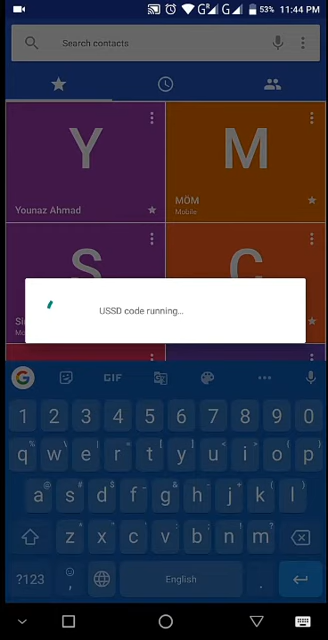 G R G 53% 11:44 PM
Search contacts
Y M
Younaz Ahmad
MÖM
Mobile
S C
USSD code running...
G GIF
1 2 3 4 5 6 7 8 9 0
% ^ ~ | [ ] < > { }
q w e r t y u i o p
@ # & * - + = ( )
a s d f g h j k l
z x c v b n m
?123 , English .